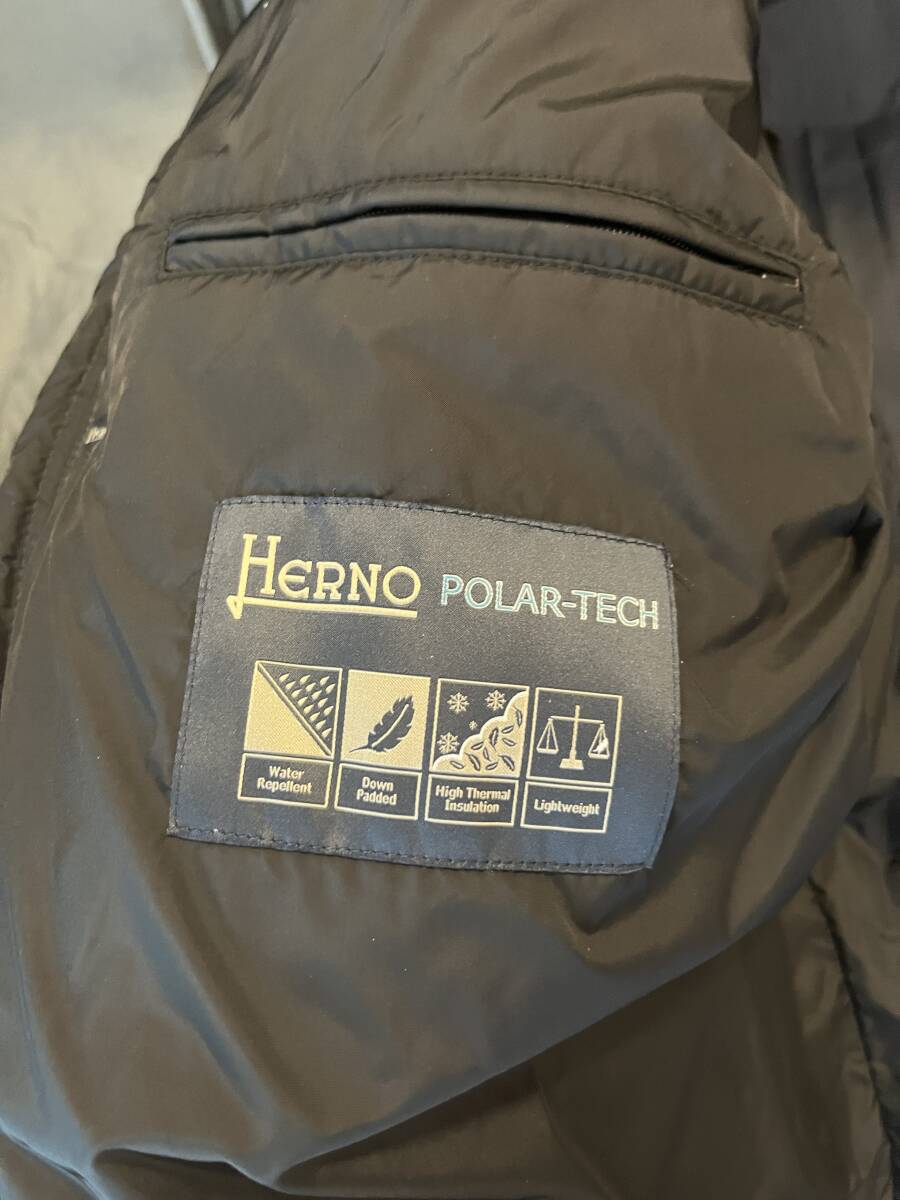 HERNO POLAR-TECH
Water
Repellent
Down
Padded
High Thermal
Insulation
Lightweight